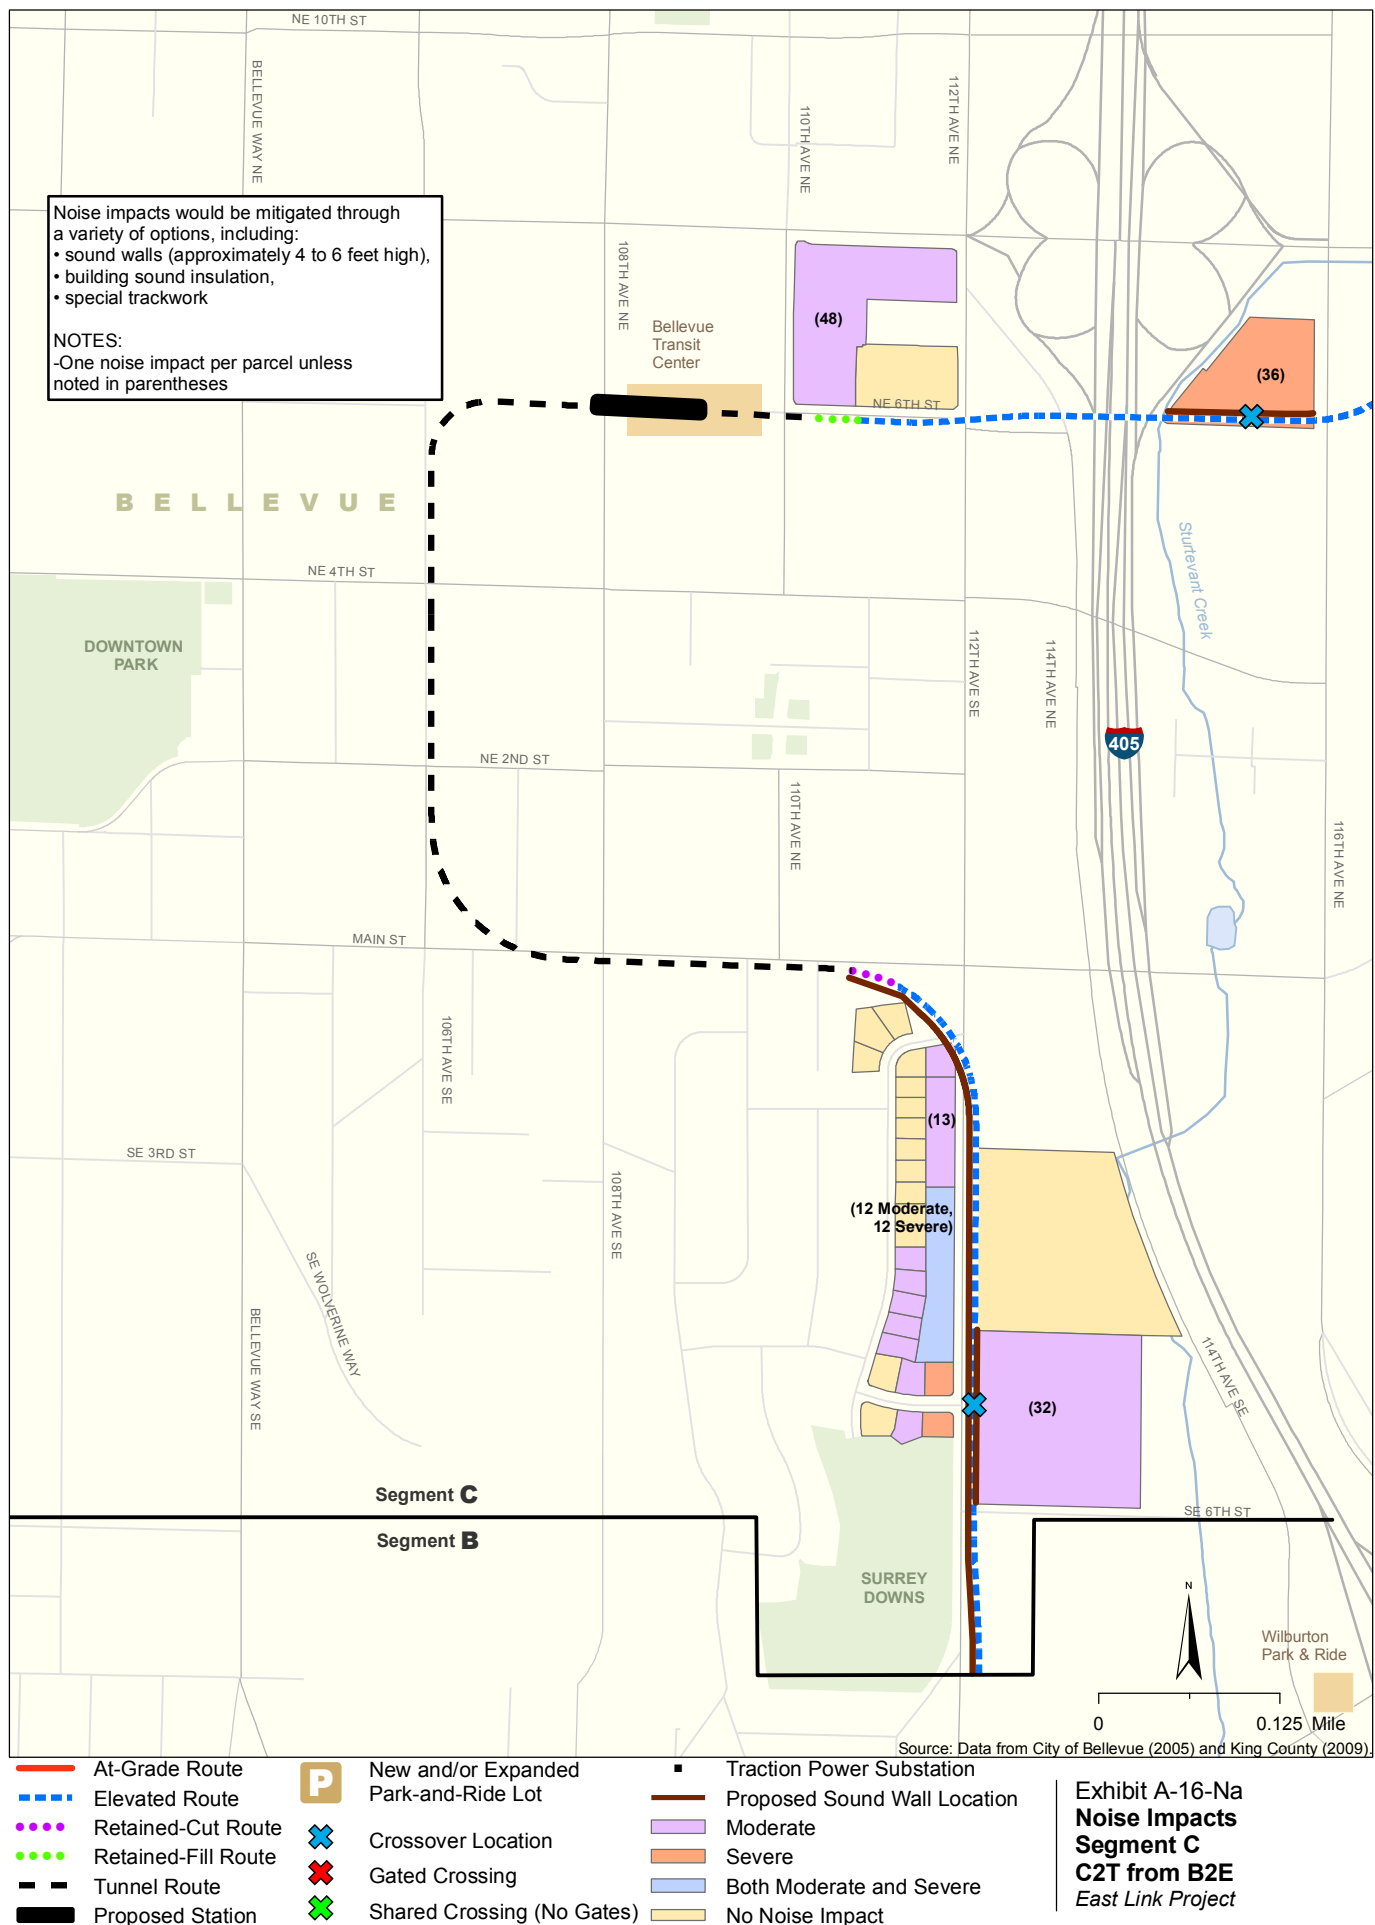 NE 10TH ST
BELLEVUE WAY NE
110TH AVE NE
112TH AVE NE
Noise impacts would be mitigated through
a variety of options, including:
• sound walls (approximately 4 to 6 feet high),
• building sound insulation,
• special trackwork
NOTES:
-One noise impact per parcel unless
noted in parentheses
108TH AVE NE
Bellevue
Transit
Center
(48)
(36)
NE 6TH ST
BELLEVUE
Sturtevant Creek
NE 4TH ST
DOWNTOWN
PARK
112TH AVE SE
114TH AVE NE
405
NE 2ND ST
110TH AVE NE
116TH AVE NE
MAIN ST
106TH AVE SE
(13)
SE 3RD ST
108TH AVE SE
(12 Moderate,
12 Severe)
SE WOLVERINE WAY
BELLEVUE WAY SE
114TH AVE SE
(32)
Segment C
SE 6TH ST
Segment B
SURREY
DOWNS
N
Wilburton
Park & Ride
0
0.125 Mile
Source: Data from City of Bellevue (2005) and King County (2009).
At-Grade Route
Elevated Route
Retained-Cut Route
Retained-Fill Route
Tunnel Route
Proposed Station
P
New and/or Expanded
Park-and-Ride Lot
Crossover Location
Gated Crossing
Shared Crossing (No Gates)
Traction Power Substation
Proposed Sound Wall Location
Moderate
Severe
Both Moderate and Severe
No Noise Impact
Exhibit A-16-Na
Noise Impacts
Segment C
C2T from B2E
East Link Project